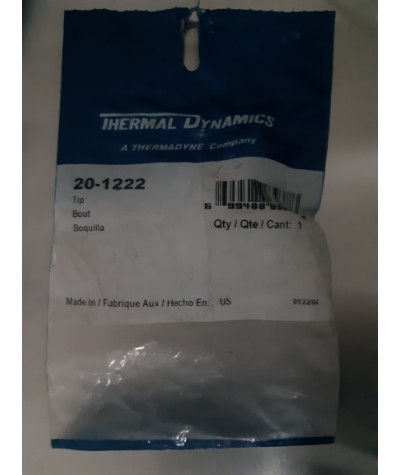 THERMAL DYNAMICS
A THERMADYNE Company
20-1222
Tip
Bout
Boquilla
Qty / Qte / Cant: 1
Made In / Fabrique Aux / Hecho En: US